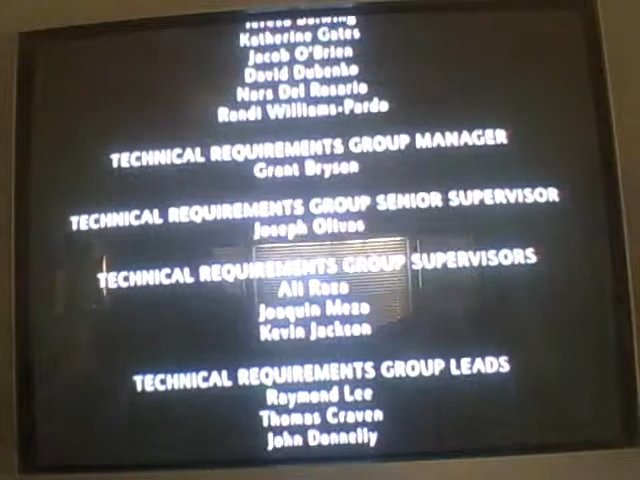 Katherine Gates
Jacob O'Brien
David Dubenko
Nars Del Rosario
Randi Williams-Pardo
TECHNICAL REQUIREMENTS GROUP MANAGER
Grant Bryson
TECHNICAL REQUIREMENTS GROUP SENIOR SUPERVISOR
Joseph Olivas
TECHNICAL REQUIREMENTS GROUP SUPERVISORS
Ali Raza
Joaquin Meza
Kevin Jackson
TECHNICAL REQUIREMENTS GROUP LEADS
Raymond Lee
Thomas Craven
John Donnelly